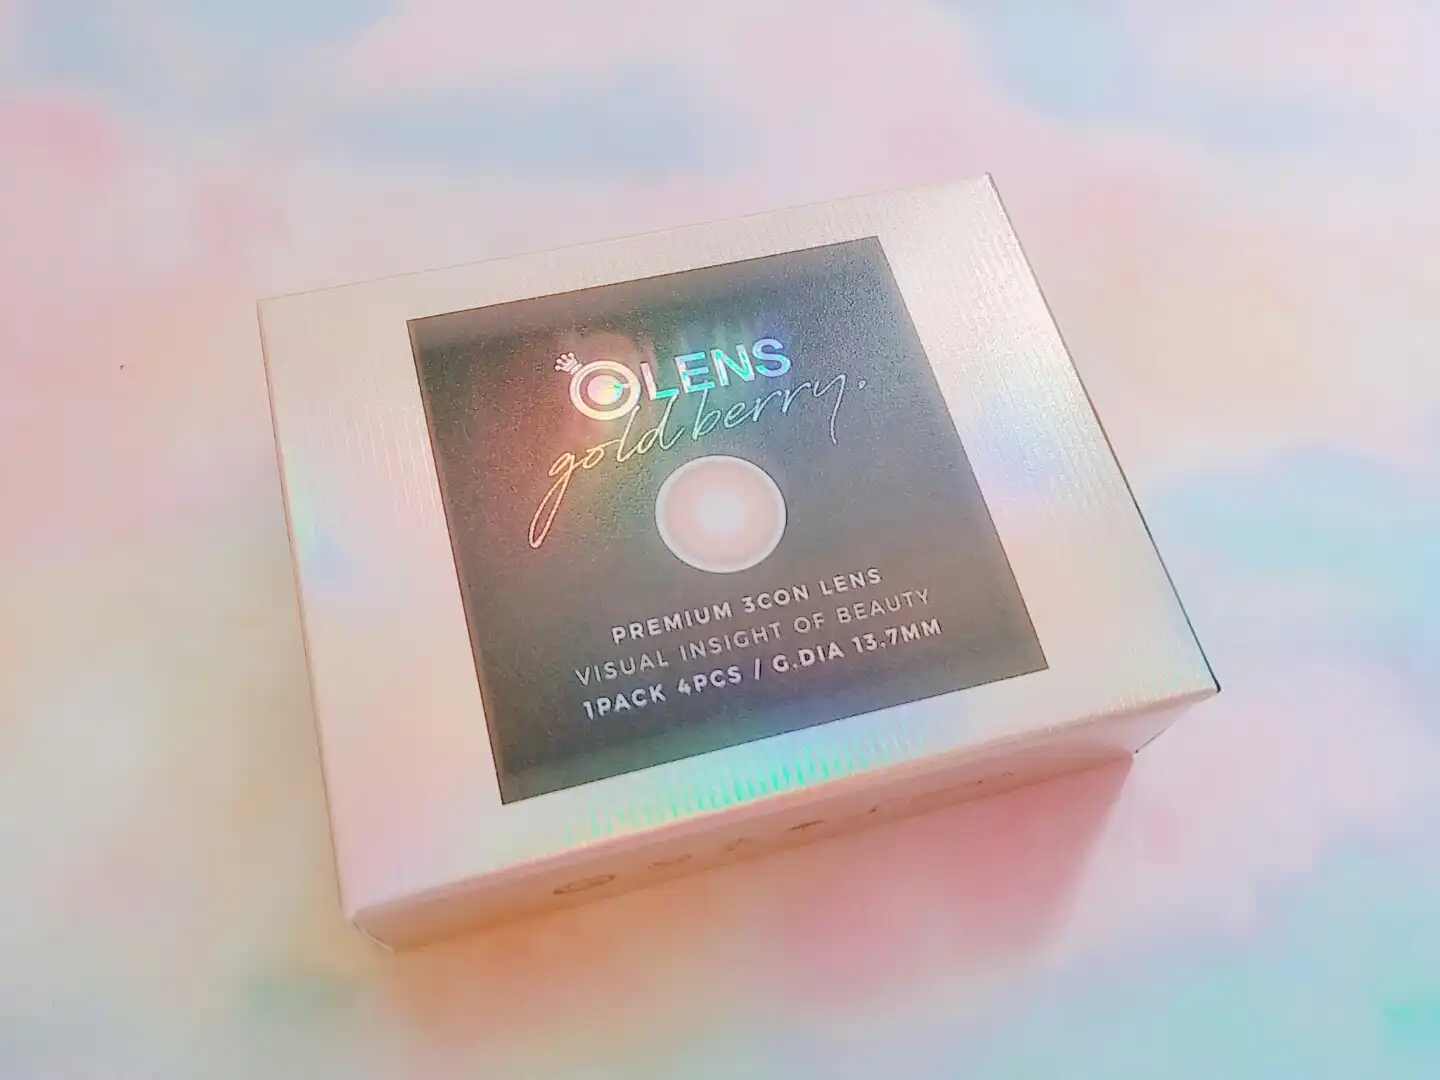 OLENS
gold berry.
PREMIUM 3CON LENS
VISUAL INSIGHT OF BEAUTY
1PACK 4PCS / G.DIA 13.7MM